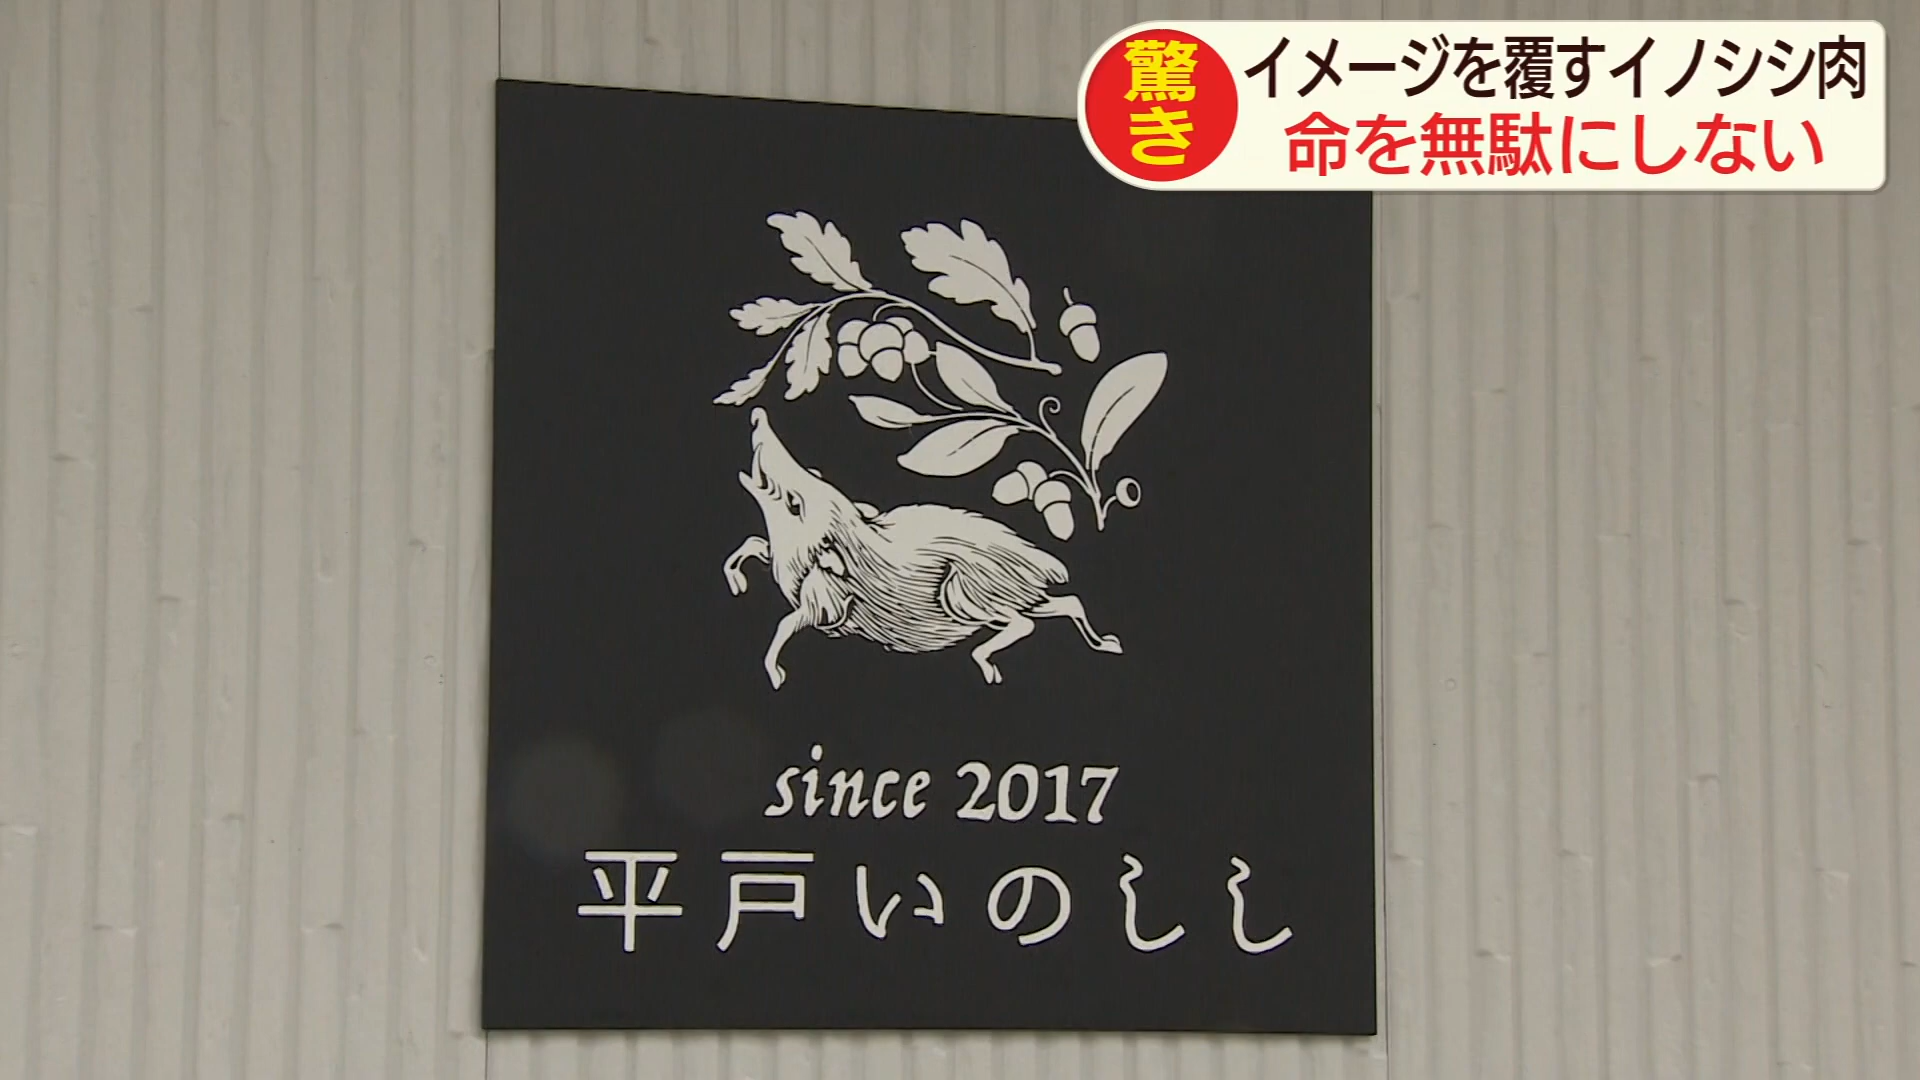 驚き
イメージを覆すイノシシ肉
命を無駄にしない
since 2017
平戸いのしし